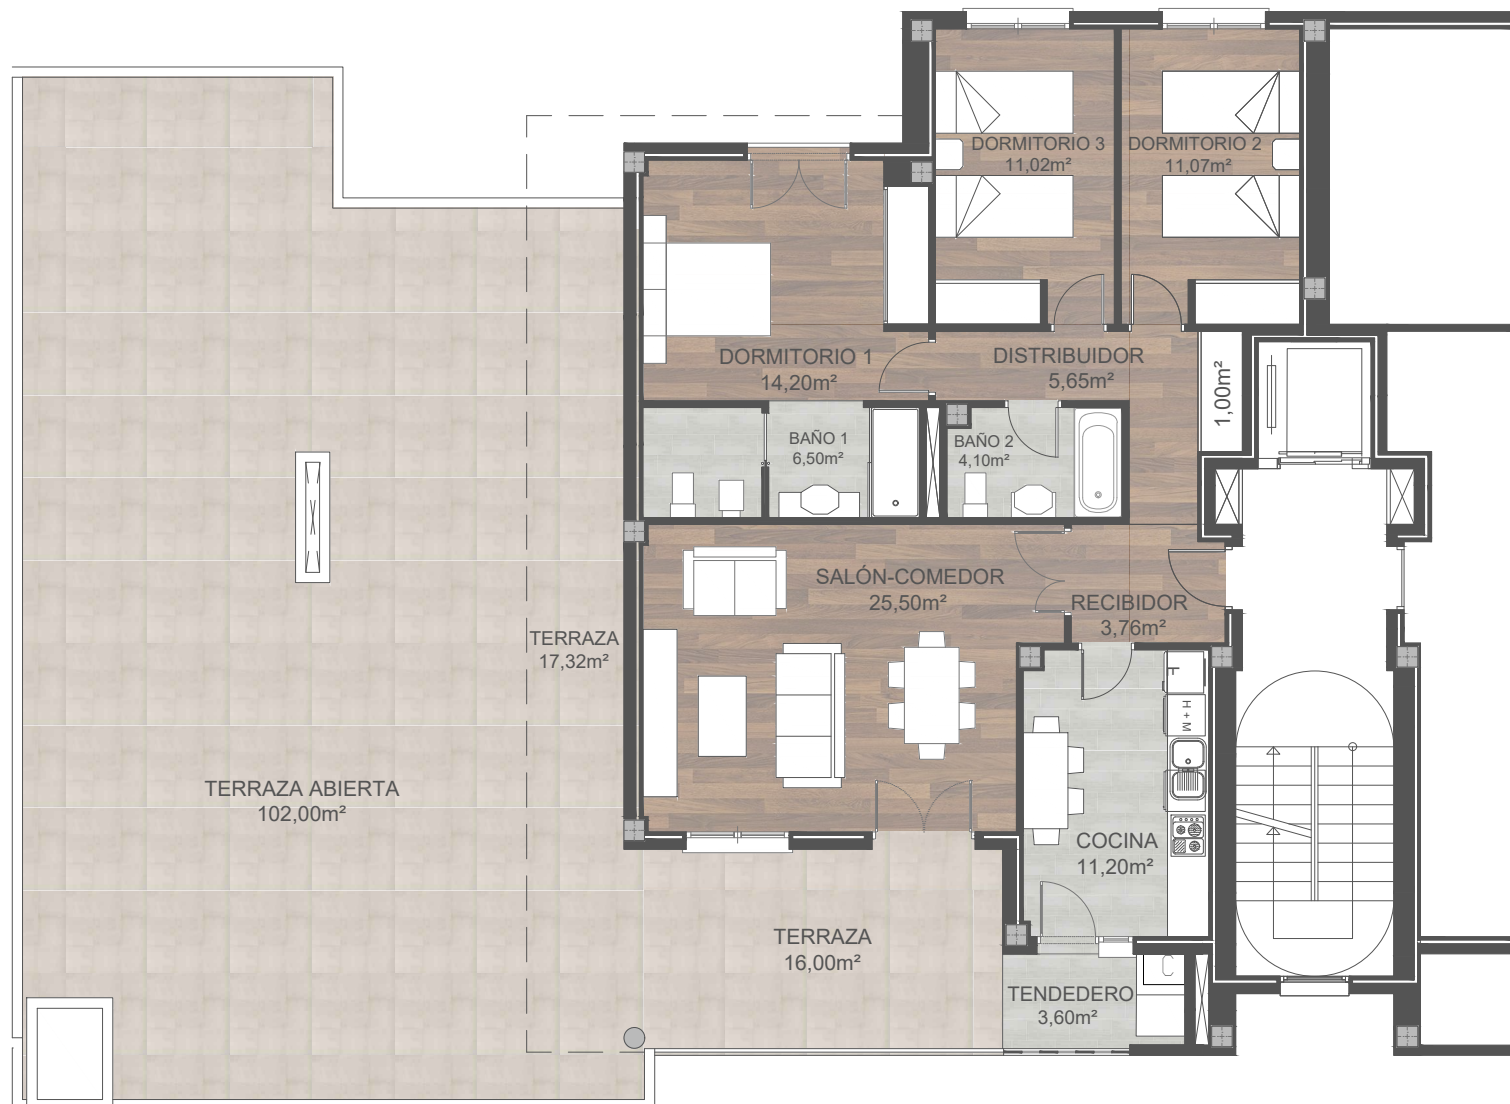 DORMITORIO 3
11,02m²
DORMITORIO 2
11,07m²
DORMITORIO 1
14,20m²
DISTRIBUIDOR
5,65m²
1,00m²
BAÑO 1
6,50m²
BAÑO 2
4,10m²
SALÓN-COMEDOR
25,50m²
RECIBIDOR
3,76m²
TERRAZA
17,32m²
H + M
TERRAZA ABIERTA
102,00m²
COCINA
11,20m²
TERRAZA
16,00m²
TENDEDERO
3,60m²